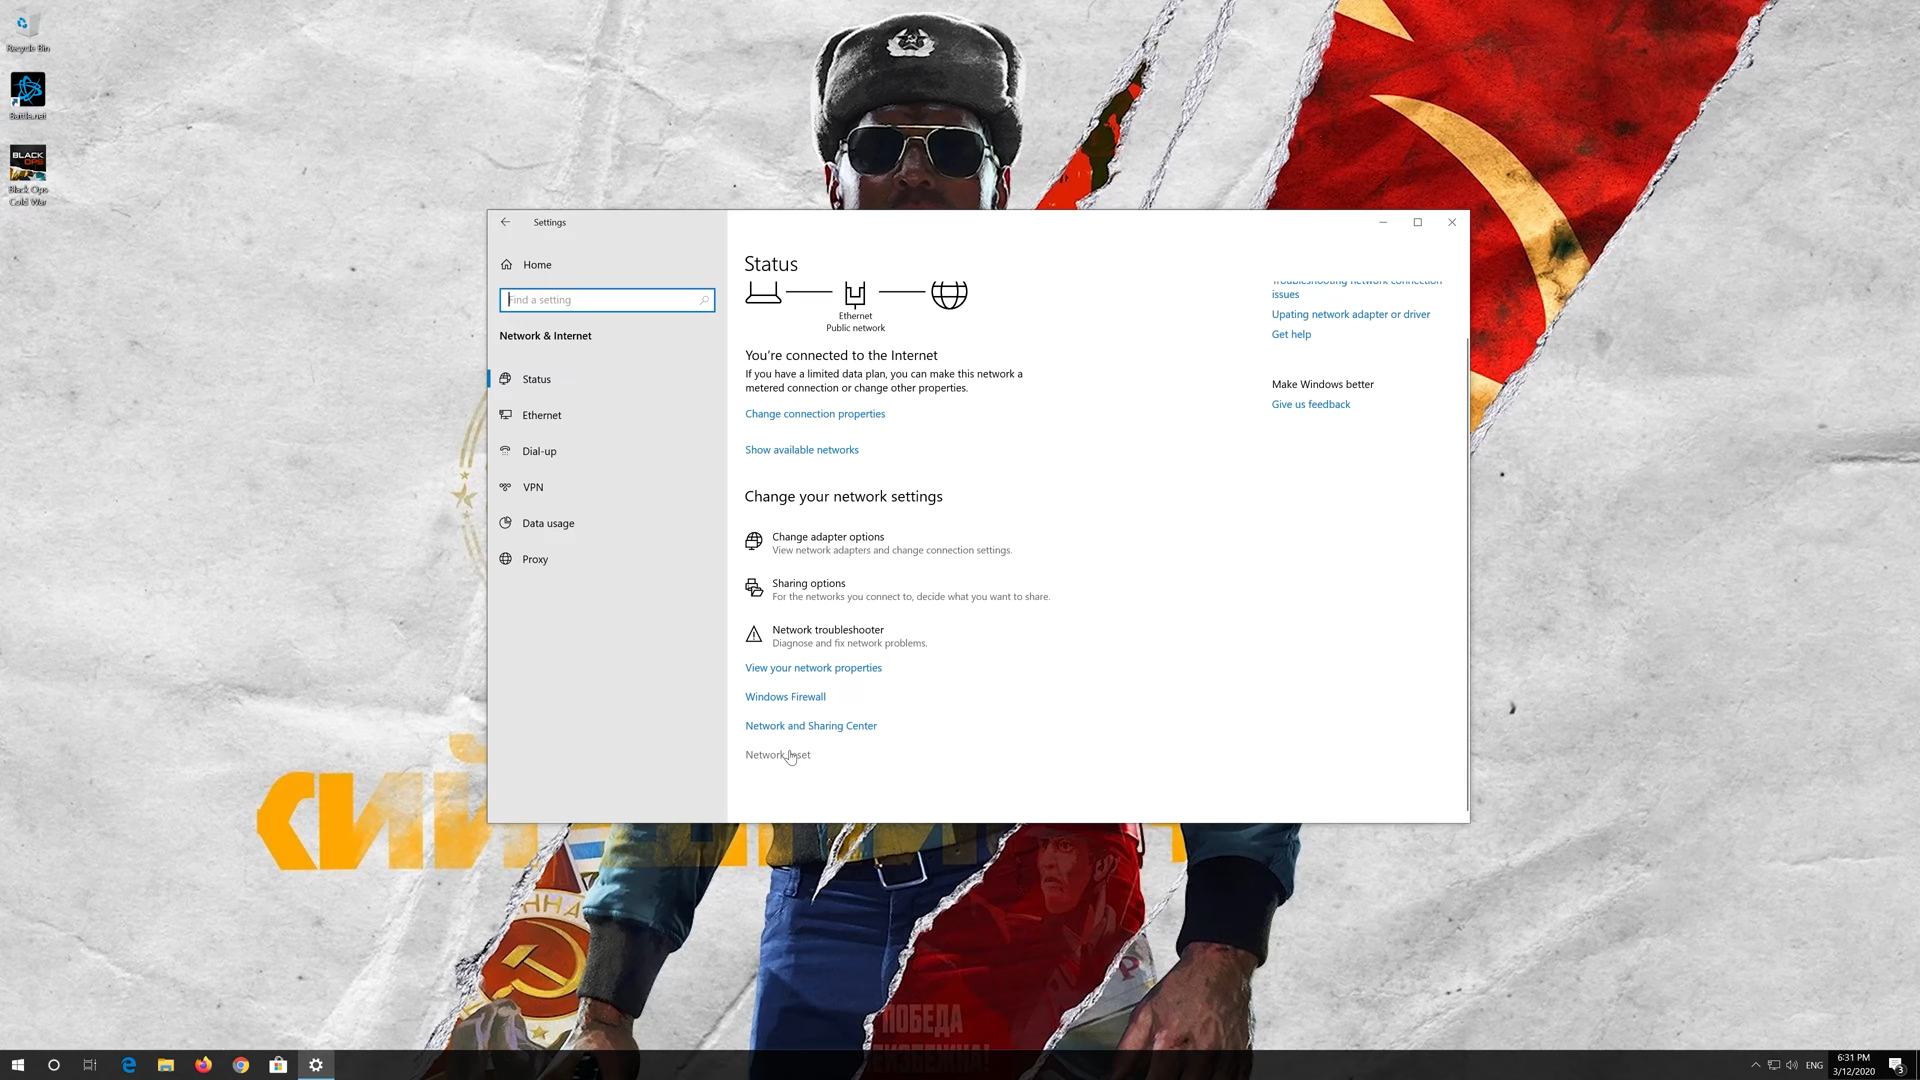 Recycle Bin
Battle.net
BLACK
OPS
Black Ops
Cold War
Settings
Home
Find a setting
Network & Internet
Status
Ethernet
Dial-up
VPN
Data usage
Proxy
Status
Ethernet
Public network
You're connected to the Internet
If you have a limited data plan, you can make this network a
metered connection or change other properties.
Change connection properties
Show available networks
Change your network settings
Change adapter options
View network adapters and change connection settings.
Sharing options
For the networks you connect to, decide what you want to share.
Network troubleshooter
Diagnose and fix network problems.
View your network properties
Windows Firewall
Network and Sharing Center
Network
Troubleshooting network connection
issues
Upating network adapter or driver
Get help
Make Windows better
Give us feedback
ПОБЕДА
ENG
6:31 PM
3/12/2020
3